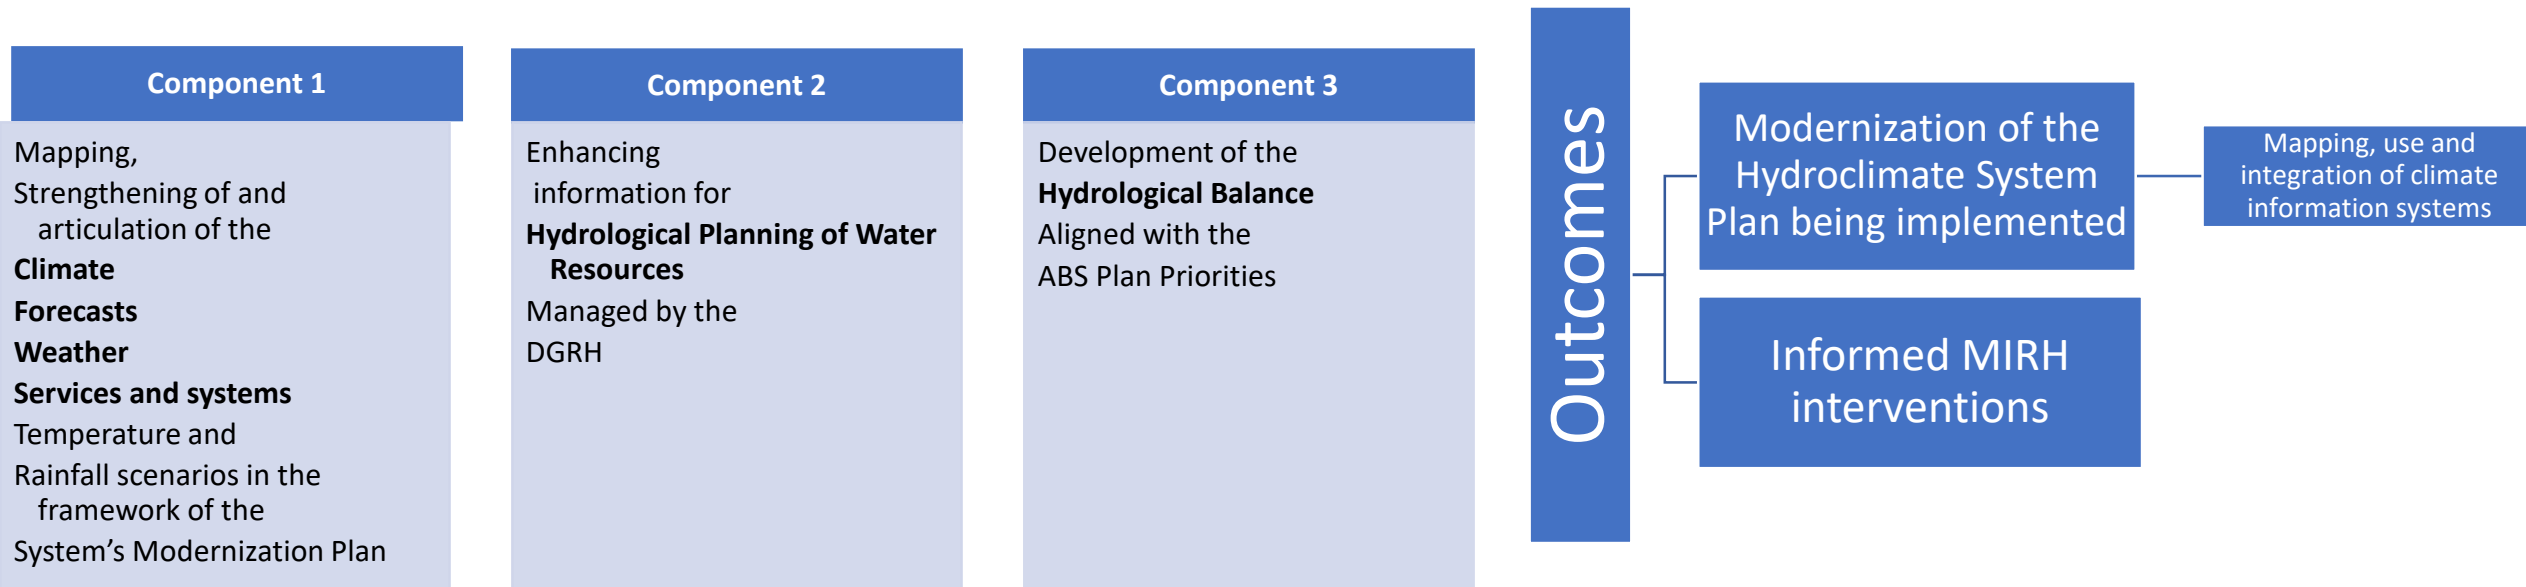 Component 1
Mapping,
Strengthening of and
articulation of the
Climate
Forecasts
Weather
Services and systems
Temperature and
Rainfall scenarios in the
framework of the
System’s Modernization Plan
Component 2
Enhancing
information for
Hydrological Planning of Water
Resources
Managed by the
DGRH
Component 3
Development of the
Hydrological Balance
Aligned with the
ABS Plan Priorities
Outcomes
Modernization of the
Hydroclimate System
Plan being implemented
Mapping, use and
integration of climate
information systems
Informed MIRH
interventions